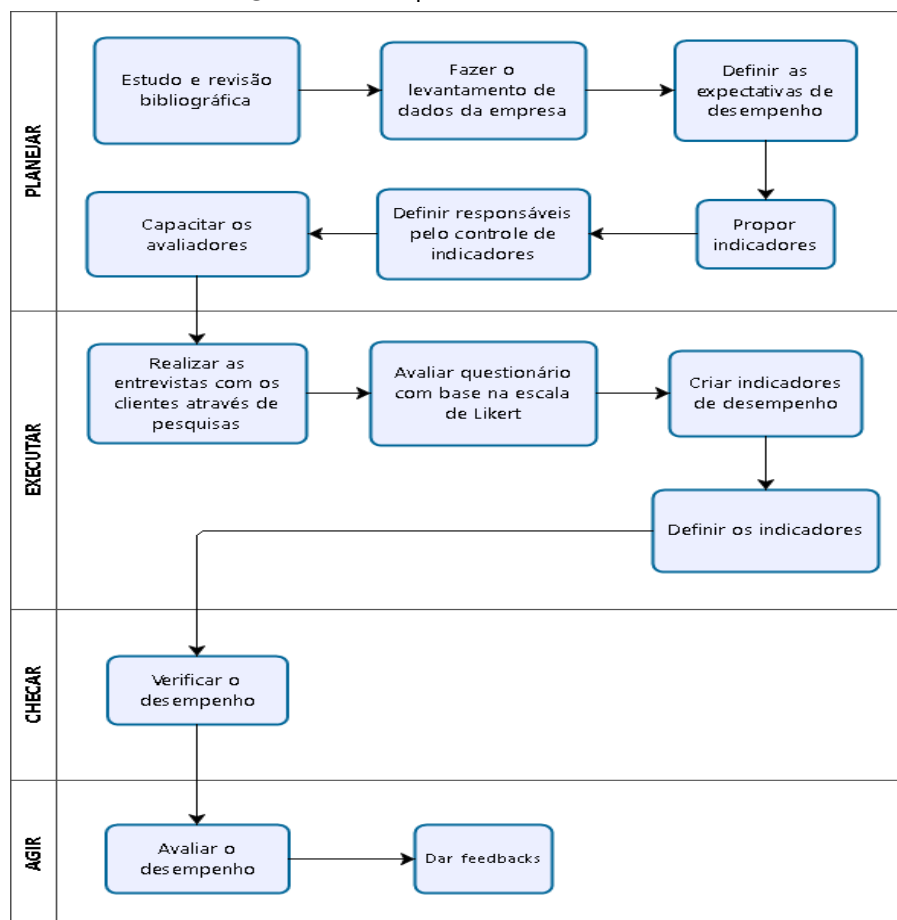 PLANEJAR
Estudo e revisão
bibliográfica
Fazer o
levantamento de
dados da empresa
Definir as
expectativas de
desempenho
Propor
indicadores
Definir responsáveis
pelo controle de
indicadores
Capacitar os
avaliadores
EXECUTAR
Realizar as
entrevistas com os
clientes através de
pesquisas
Avaliar questionário
com base na escala
de Likert
Criar indicadores
de desempenho
Definir os indicadores
CHECAR
Verificar o
desempenho
AGIR
Avaliar o
desempenho
Dar feedbacks